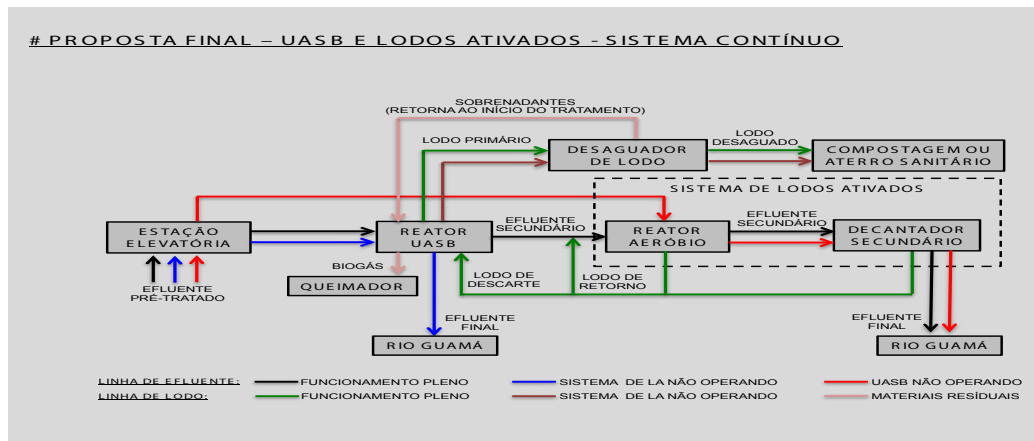 # PROPOSTA FINAL – UASB E LODOS ATIVADOS - SISTEMA CONTÍNUO
SOBRENADANTES
(RETORNA AO INÍCIO DO TRATAMENTO)
LODO PRIMÁRIO
DESAGUADOR
DE LODO
LODO
DESAGUADO
COMPOSTAGEM OU
ATERRO SANITÁRIO
SISTEMA DE LODOS ATIVADOS
ESTAÇÃO
ELEVATÓRIA
REATOR
UASB
EFLUENTE
SECUNDÁRIO
REATOR
AERÓBIO
EFLUENTE
SECUNDÁRIO
DECANTADOR
SECUNDÁRIO
EFLUENTE
PRÉ-TRATADO
BIOGÁS
QUEIMADOR
LODO DE
DESCARTE
LODO DE
RETORNO
EFLUENTE
FINAL
RIO GUAMÁ
EFLUENTE
FINAL
RIO GUAMÁ
LINHA DE EFLUENTE: FUNCIONAMENTO PLENO SISTEMA DE LA NÃO OPERANDO UASB NÃO OPERANDO
LINHA DE LODO: FUNCIONAMENTO PLENO SISTEMA DE LA NÃO OPERANDO MATERIAIS RESÍDUAIS